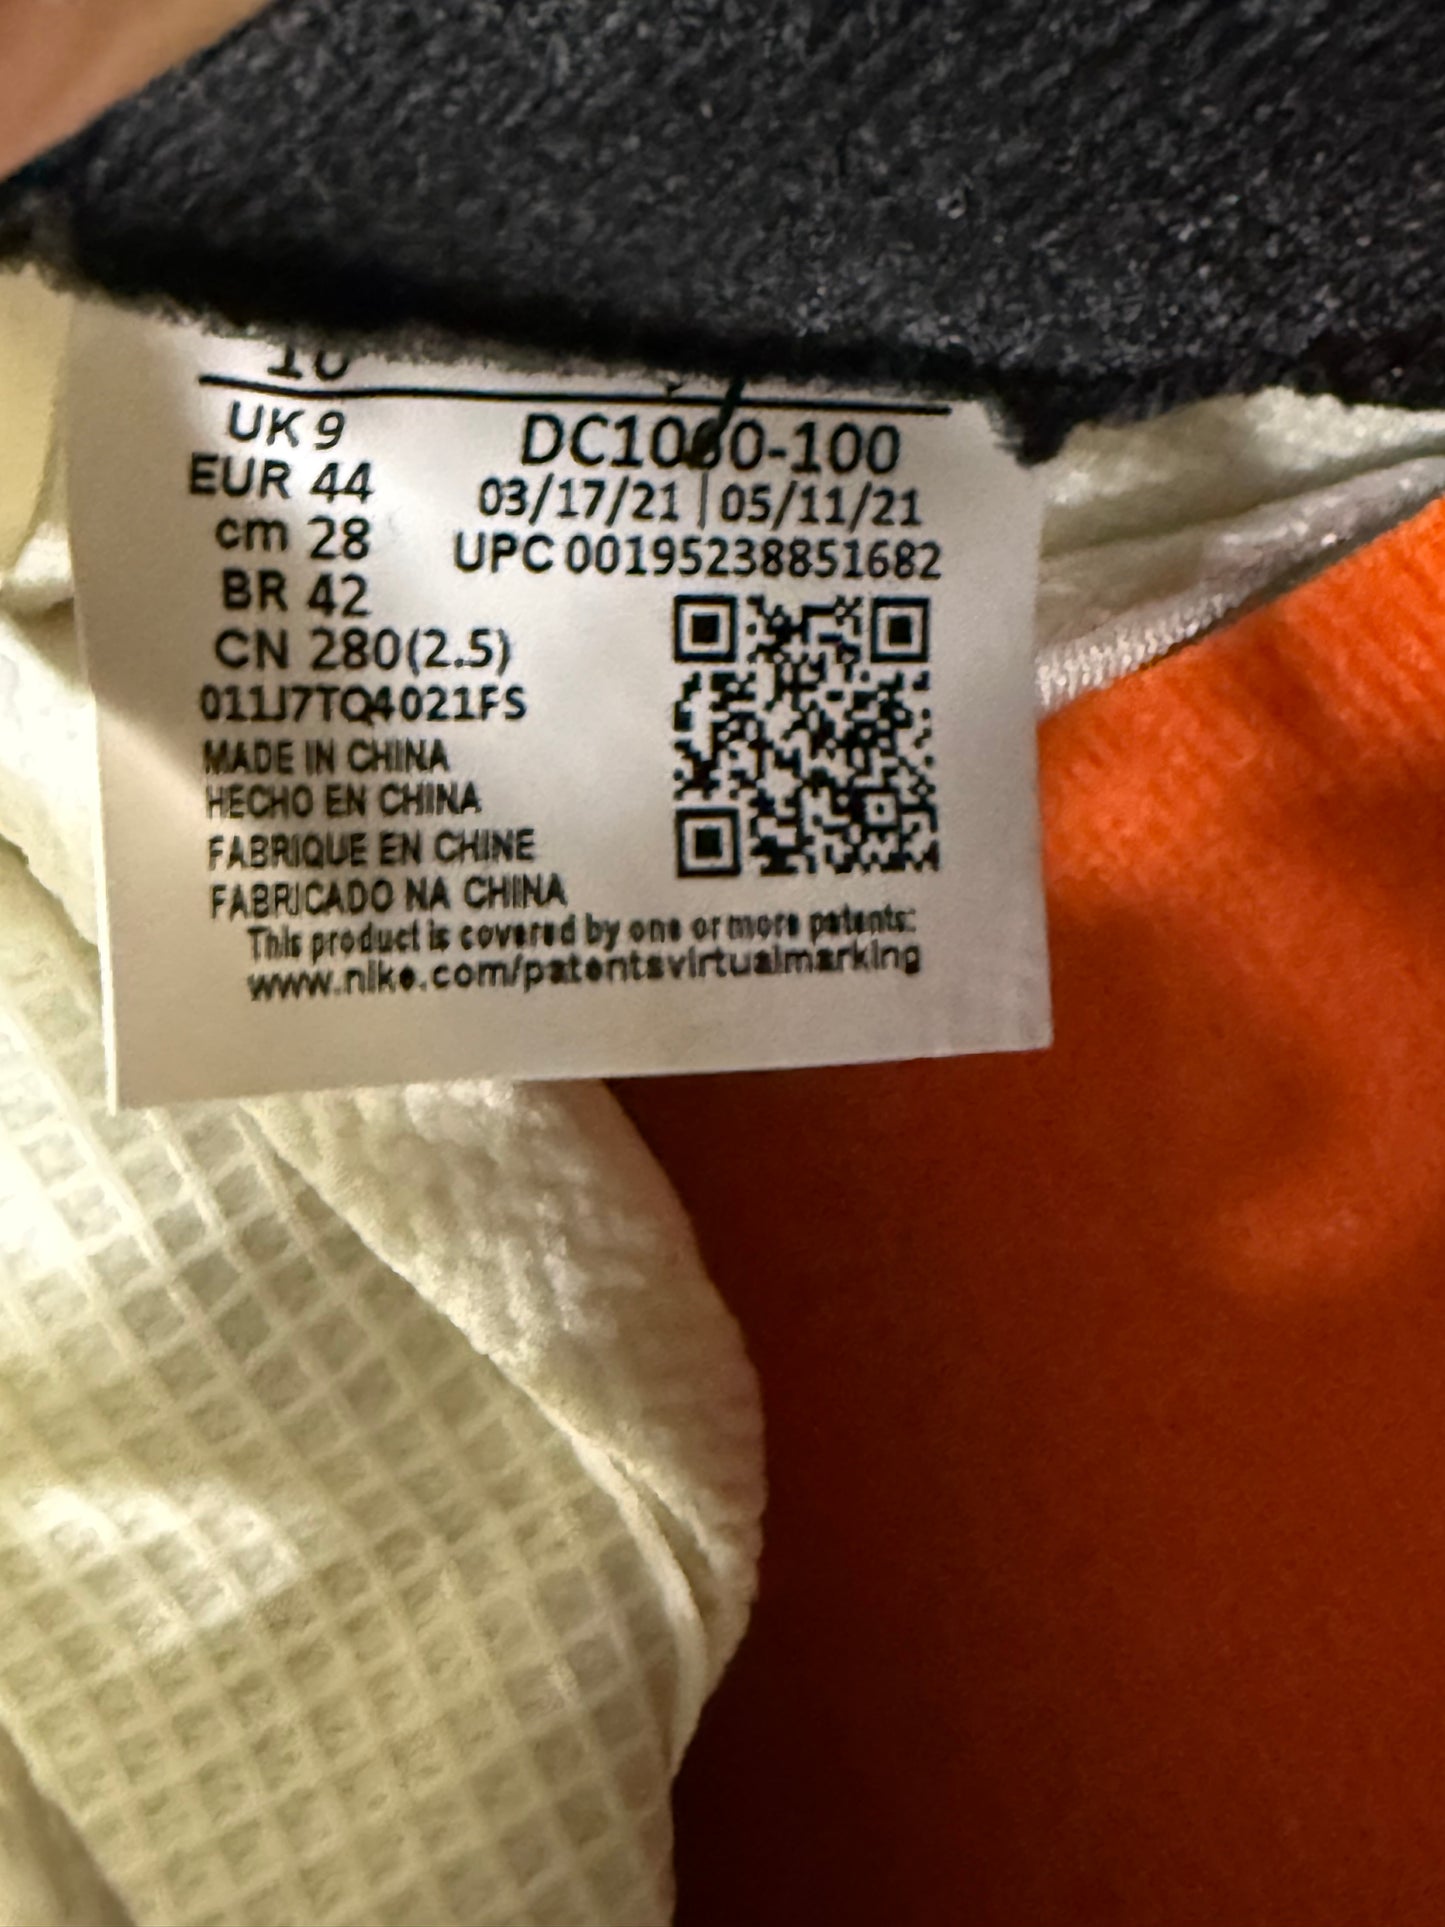 10
UK 9
EUR 44
cm 28
BR 42
CN 280(2.5)
011J7TQ4021FS
DC1060-100
03/17/21 | 05/11/21
UPC 00195238851682
MADE IN CHINA
HECHO EN CHINA
FABRIQUE EN CHINE
FABRICADO NA CHINA
This product is covered by one or more patents:
www.nike.com/patentsvirtualmarking